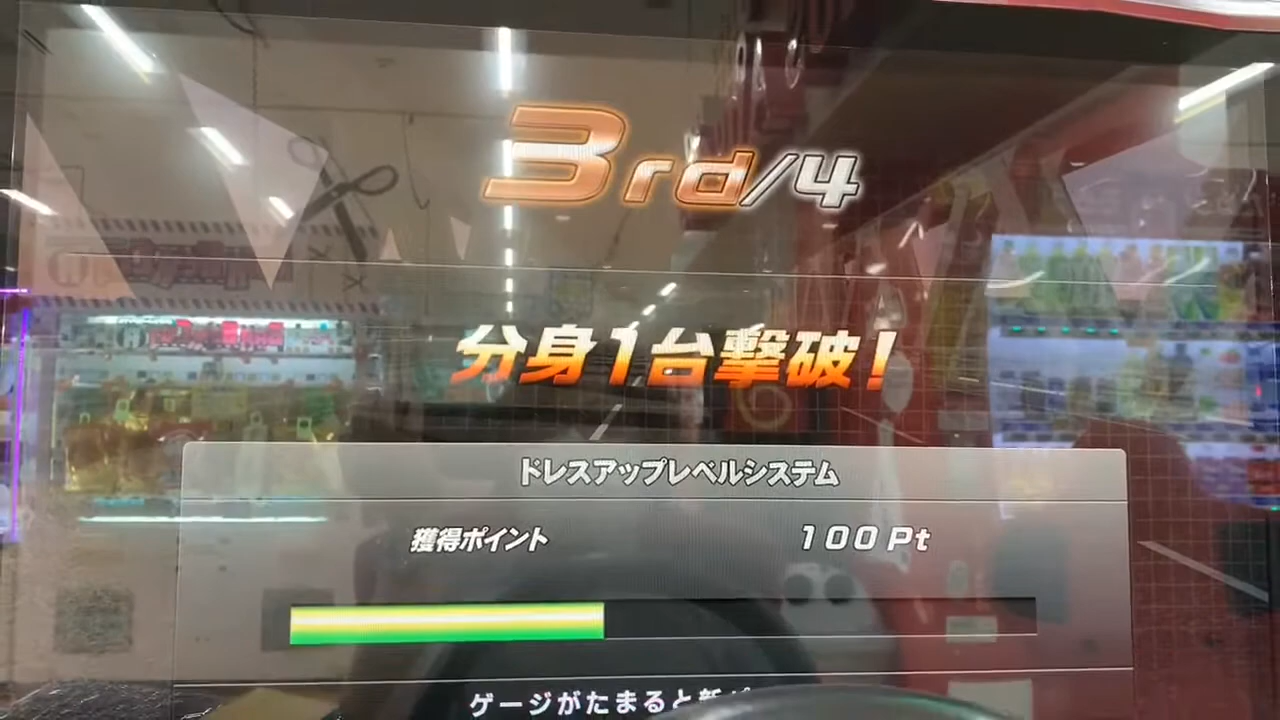 3rd/4
分身1台撃破!
ドレスアップレベルシステム
獲得ポイント 100Pt
ゲージがたまると新